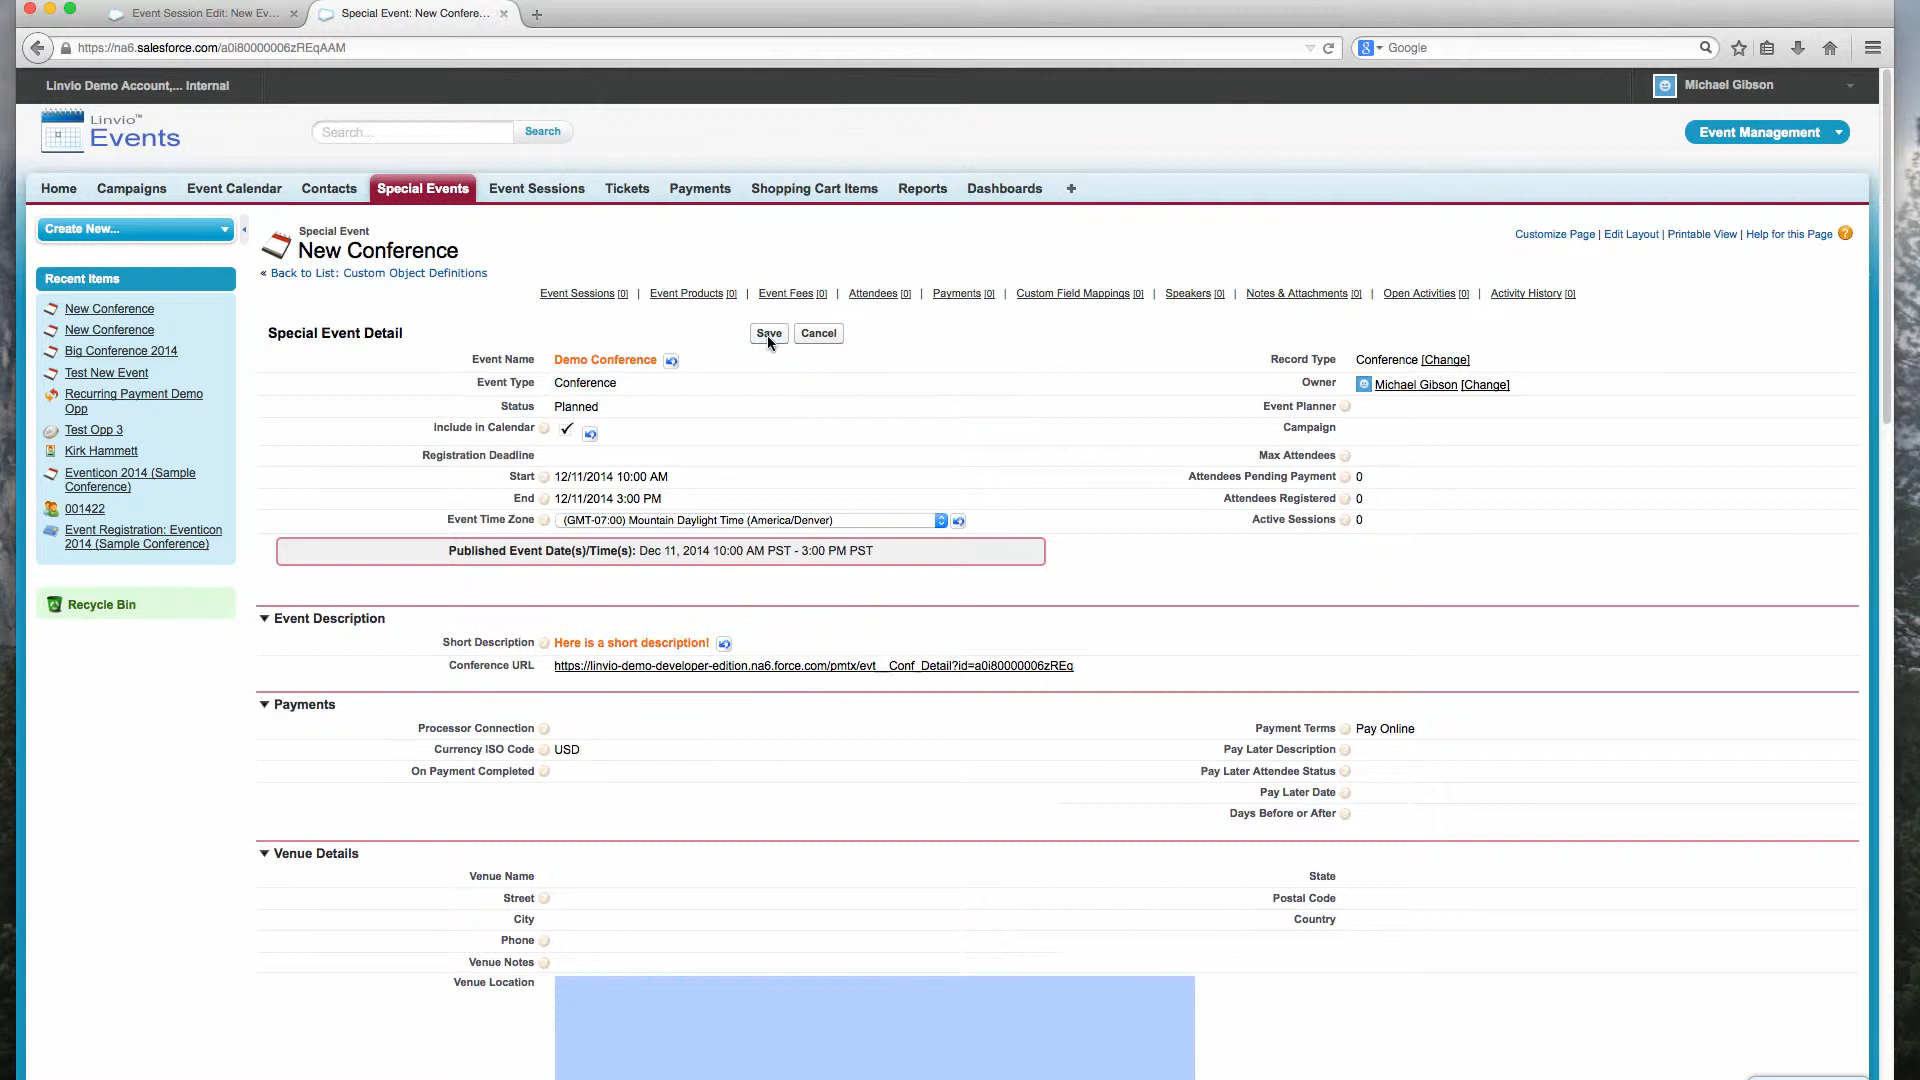 Event Session Edit: New Ev...
Special Event: New Confere...
https://na6.salesforce.com/a0i80000006zREqAAM
Google
Linvio Demo Account,... Internal
Michael Gibson
Linvio™
Events
Search...
Search
Event Management
Home Campaigns Event Calendar Contacts Special Events Event Sessions Tickets Payments Shopping Cart Items Reports Dashboards +
Create New...
Recent Items
New Conference
New Conference
Big Conference 2014
Test New Event
Recurring Payment Demo
Opp
Test Opp 3
Kirk Hammett
Eventicon 2014 (Sample
Conference)
001422
Event Registration: Eventicon
2014 (Sample Conference)
Recycle Bin
Special Event
New Conference
Customize Page | Edit Layout | Printable View | Help for this Page ?
« Back to List: Custom Object Definitions
Event Sessions [0] | Event Products [0] | Event Fees [0] | Attendees [0] | Payments [0] | Custom Field Mappings [0] | Speakers [0] | Notes & Attachments [0] | Open Activities [0] | Activity History [0]
Special Event Detail
Save Cancel
Event Name Demo Conference
Record Type Conference [Change]
Event Type Conference
Owner Michael Gibson [Change]
Status Planned
Event Planner
Include in Calendar ✓
Campaign
Registration Deadline
Max Attendees
Start 12/11/2014 10:00 AM
Attendees Pending Payment 0
End 12/11/2014 3:00 PM
Attendees Registered 0
Event Time Zone (GMT-07:00) Mountain Daylight Time (America/Denver)
Active Sessions 0
Published Event Date(s)/Time(s): Dec 11, 2014 10:00 AM PST - 3:00 PM PST
Event Description
Short Description Here is a short description!
Conference URL https://linvio-demo-developer-edition.na6.force.com/pmtx/evt__Conf_Detail?id=a0i80000006zREq
Payments
Processor Connection
Payment Terms Pay Online
Currency ISO Code USD
Pay Later Description
On Payment Completed
Pay Later Attendee Status
Pay Later Date
Days Before or After
Venue Details
Venue Name
State
Street
Postal Code
City
Country
Phone
Venue Notes
Venue Location